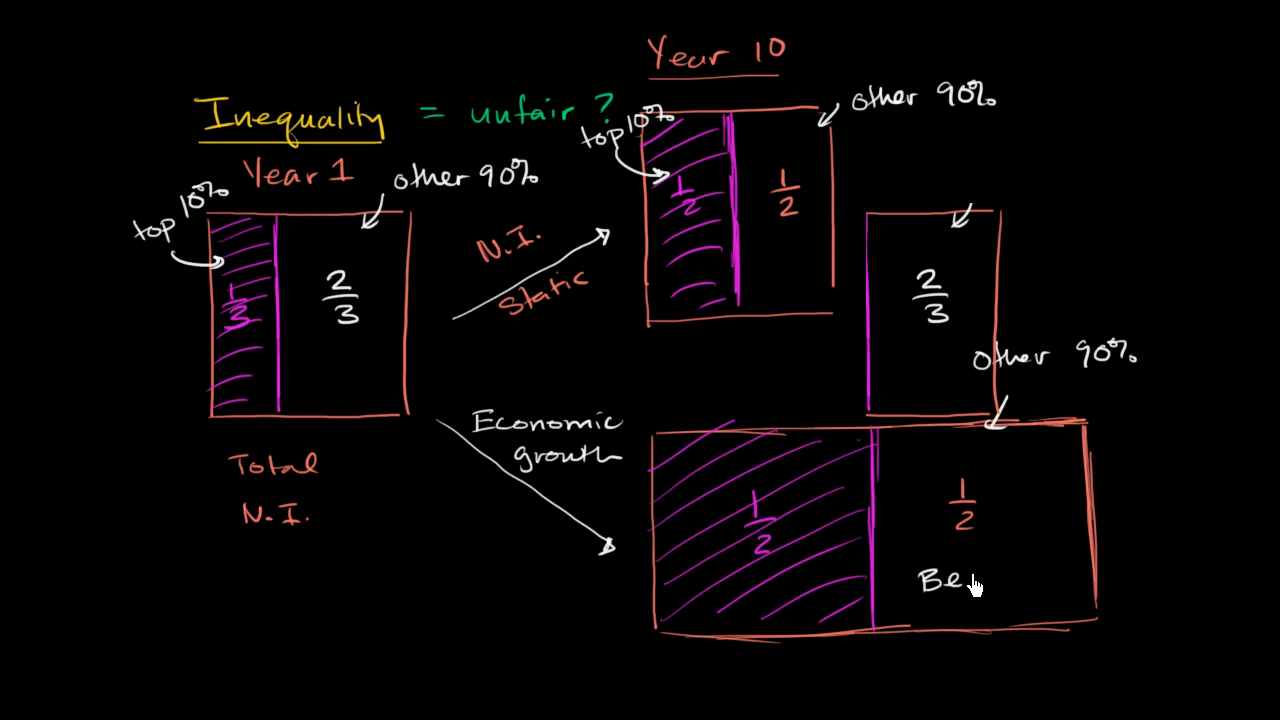 Inequality = unfair ?
Year 1
top 10%
other 90%
1/3
2/3
Total
N.I.
N.I.
Static
Year 10
top 10%
other 90%
1/2
1/2
2/3
Economic
growth
other 90%
1/2
1/2
Be